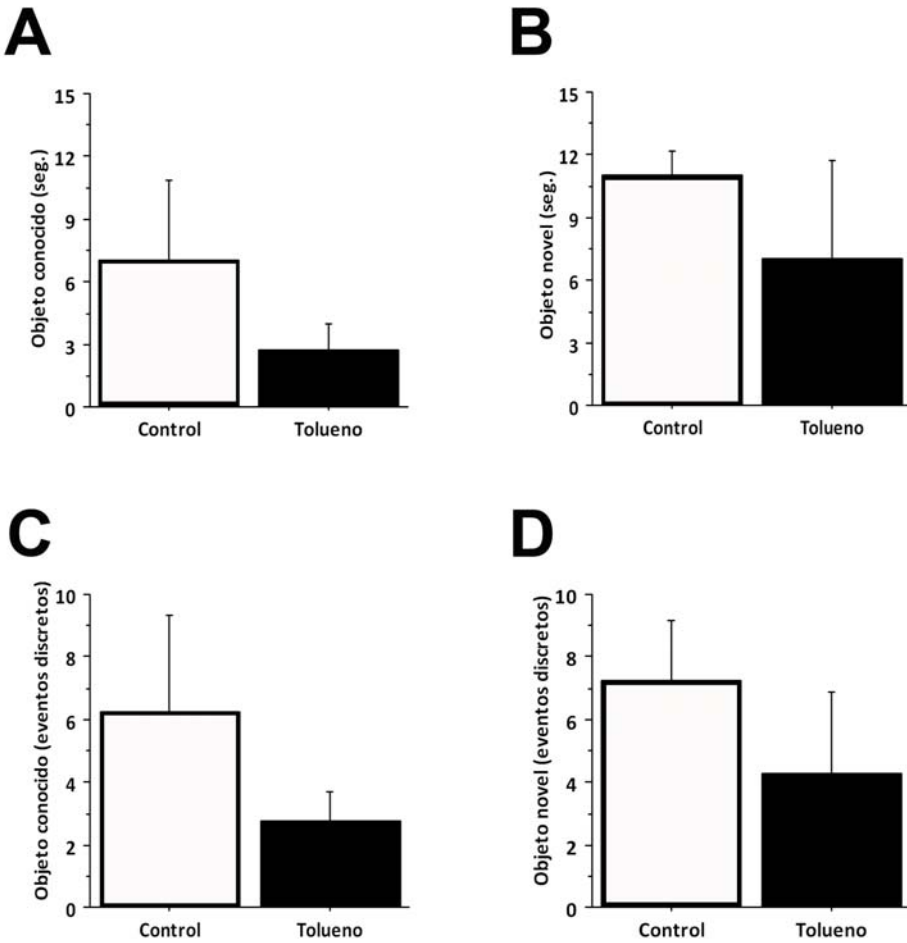 A
Objeto conocido (seg.)
15
12
9
6
3
0
Control
Tolueno
B
Objeto novel (seg.)
15
12
9
6
3
0
Control
Tolueno
C
Objeto conocido (eventos discretos)
10
8
6
4
2
0
Control
Tolueno
D
Objeto novel (eventos discretos)
10
8
6
4
2
0
Control
Tolueno